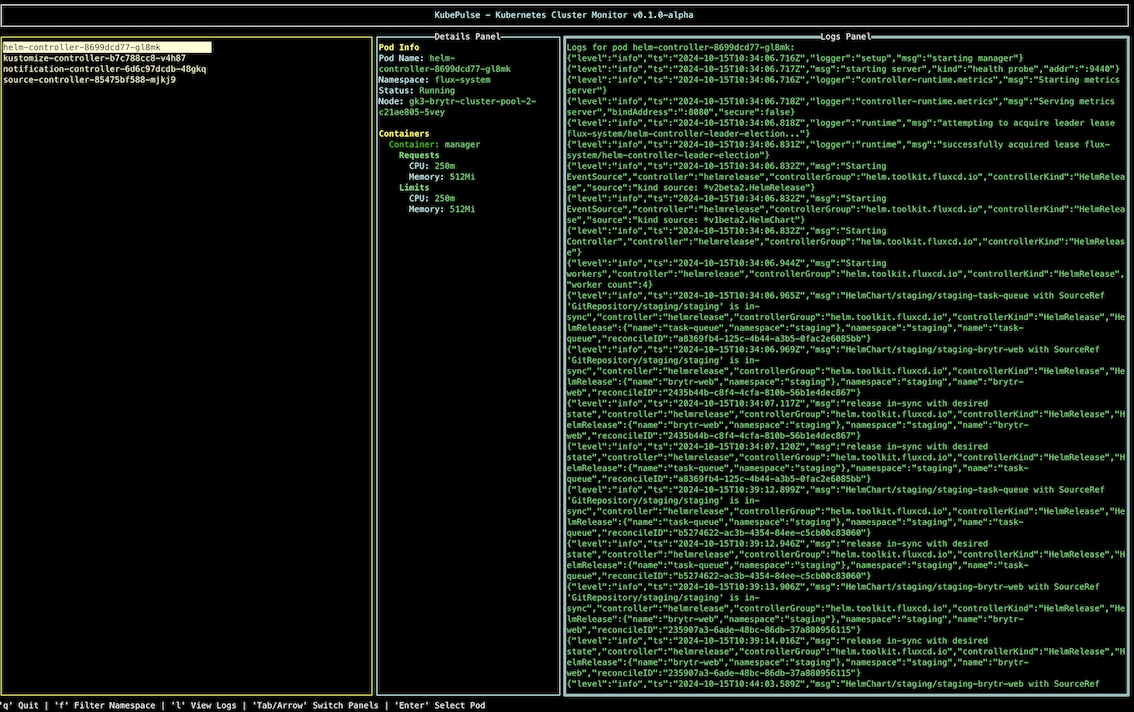 KubePulse – Kubernetes Cluster Monitor v0.1.0-alpha
helm-controller-8699dcd77-gl8mk
kustomize-controller-b7c788cc8-v4h87
notification-controller-6d6c97dcdb-48gkq
source-controller-85475bf588-mjkj9
Details Panel
Pod Info
Pod Name: helm-
controller-8699dcd77-gl8mk
Namespace: flux-system
Status: Running
Node: gk3-brytr-cluster-pool-2-
c21ae805-5vey
Containers
Container: manager
Requests
CPU: 250m
Memory: 512Mi
Limits
CPU: 250m
Memory: 512Mi
Logs Panel
Logs for pod helm-controller-8699dcd77-gl8mk:
{"level":"info","ts":"2024-10-15T10:34:06.716Z","logger":"setup","msg":"starting manager"}
{"level":"info","ts":"2024-10-15T10:34:06.717Z","msg":"starting server","kind":"health probe","addr":":9440"}
{"level":"info","ts":"2024-10-15T10:34:06.716Z","logger":"controller-runtime.metrics","msg":"Starting metrics
server"}
{"level":"info","ts":"2024-10-15T10:34:06.718Z","logger":"controller-runtime.metrics","msg":"Serving metrics
server","bindAddress":":8080","secure":false}
{"level":"info","ts":"2024-10-15T10:34:06.818Z","logger":"runtime","msg":"attempting to acquire leader lease
flux-system/helm-controller-leader-election..."}
{"level":"info","ts":"2024-10-15T10:34:06.831Z","logger":"runtime","msg":"successfully acquired lease flux-
system/helm-controller-leader-election"}
{"level":"info","ts":"2024-10-15T10:34:06.832Z","msg":"Starting
EventSource","controller":"helmrelease","controllerGroup":"helm.toolkit.fluxcd.io","controllerKind":"HelmRelea
se","source":"kind source: *v2beta2.HelmRelease"}
{"level":"info","ts":"2024-10-15T10:34:06.832Z","msg":"Starting
EventSource","controller":"helmrelease","controllerGroup":"helm.toolkit.fluxcd.io","controllerKind":"HelmRelea
se","source":"kind source: *v1beta2.HelmChart"}
{"level":"info","ts":"2024-10-15T10:34:06.832Z","msg":"Starting
Controller","controller":"helmrelease","controllerGroup":"helm.toolkit.fluxcd.io","controllerKind":"HelmReleas
e"}
{"level":"info","ts":"2024-10-15T10:34:06.944Z","msg":"Starting
workers","controller":"helmrelease","controllerGroup":"helm.toolkit.fluxcd.io","controllerKind":"HelmRelease",
"worker count":4}
{"level":"info","ts":"2024-10-15T10:34:06.965Z","msg":"HelmChart/staging/staging-task-queue with SourceRef
'GitRepository/staging/staging' is in-
sync","controller":"helmrelease","controllerGroup":"helm.toolkit.fluxcd.io","controllerKind":"HelmRelease","He
lmRelease":{"name":"task-queue","namespace":"staging"},"namespace":"staging","name":"task-
queue","reconcileID":"a8369fb4-125c-4b44-a3b5-0fac2e6085bb"}
{"level":"info","ts":"2024-10-15T10:34:06.969Z","msg":"HelmChart/staging/staging-brytr-web with SourceRef
'GitRepository/staging/staging' is in-
sync","controller":"helmrelease","controllerGroup":"helm.toolkit.fluxcd.io","controllerKind":"HelmRelease","He
lmRelease":{"name":"brytr-web","namespace":"staging"},"namespace":"staging","name":"brytr-
web","reconcileID":"2435b44b-c8f4-4cfa-810b-56b1e4dec867"}
{"level":"info","ts":"2024-10-15T10:34:07.117Z","msg":"release in-sync with desired
state","controller":"helmrelease","controllerGroup":"helm.toolkit.fluxcd.io","controllerKind":"HelmRelease","H
elmRelease":{"name":"brytr-web","namespace":"staging"},"namespace":"staging","name":"brytr-
web","reconcileID":"2435b44b-c8f4-4cfa-810b-56b1e4dec867"}
{"level":"info","ts":"2024-10-15T10:34:07.120Z","msg":"release in-sync with desired
state","controller":"helmrelease","controllerGroup":"helm.toolkit.fluxcd.io","controllerKind":"HelmRelease","H
elmRelease":{"name":"task-queue","namespace":"staging"},"namespace":"staging","name":"task-
queue","reconcileID":"a8369fb4-125c-4b44-a3b5-0fac2e6085bb"}
{"level":"info","ts":"2024-10-15T10:39:12.899Z","msg":"HelmChart/staging/staging-task-queue with SourceRef
'GitRepository/staging/staging' is in-
sync","controller":"helmrelease","controllerGroup":"helm.toolkit.fluxcd.io","controllerKind":"HelmRelease","He
lmRelease":{"name":"task-queue","namespace":"staging"},"namespace":"staging","name":"task-
queue","reconcileID":"b5274622-ac3b-4354-84ee-c5cb00c83060"}
{"level":"info","ts":"2024-10-15T10:39:12.946Z","msg":"release in-sync with desired
state","controller":"helmrelease","controllerGroup":"helm.toolkit.fluxcd.io","controllerKind":"HelmRelease","H
elmRelease":{"name":"task-queue","namespace":"staging"},"namespace":"staging","name":"task-
queue","reconcileID":"b5274622-ac3b-4354-84ee-c5cb00c83060"}
{"level":"info","ts":"2024-10-15T10:39:13.906Z","msg":"HelmChart/staging/staging-brytr-web with SourceRef
'GitRepository/staging/staging' is in-
sync","controller":"helmrelease","controllerGroup":"helm.toolkit.fluxcd.io","controllerKind":"HelmRelease","He
lmRelease":{"name":"brytr-web","namespace":"staging"},"namespace":"staging","name":"brytr-
web","reconcileID":"235907a3-6ade-48bc-86db-37a880956115"}
{"level":"info","ts":"2024-10-15T10:39:14.016Z","msg":"release in-sync with desired
state","controller":"helmrelease","controllerGroup":"helm.toolkit.fluxcd.io","controllerKind":"HelmRelease","H
elmRelease":{"name":"brytr-web","namespace":"staging"},"namespace":"staging","name":"brytr-
web","reconcileID":"235907a3-6ade-48bc-86db-37a880956115"}
{"level":"info","ts":"2024-10-15T10:44:03.589Z","msg":"HelmChart/staging/staging-brytr-web with SourceRef
'q' Quit | 'f' Filter Namespace | 'l' View Logs | 'Tab/Arrow' Switch Panels | 'Enter' Select Pod